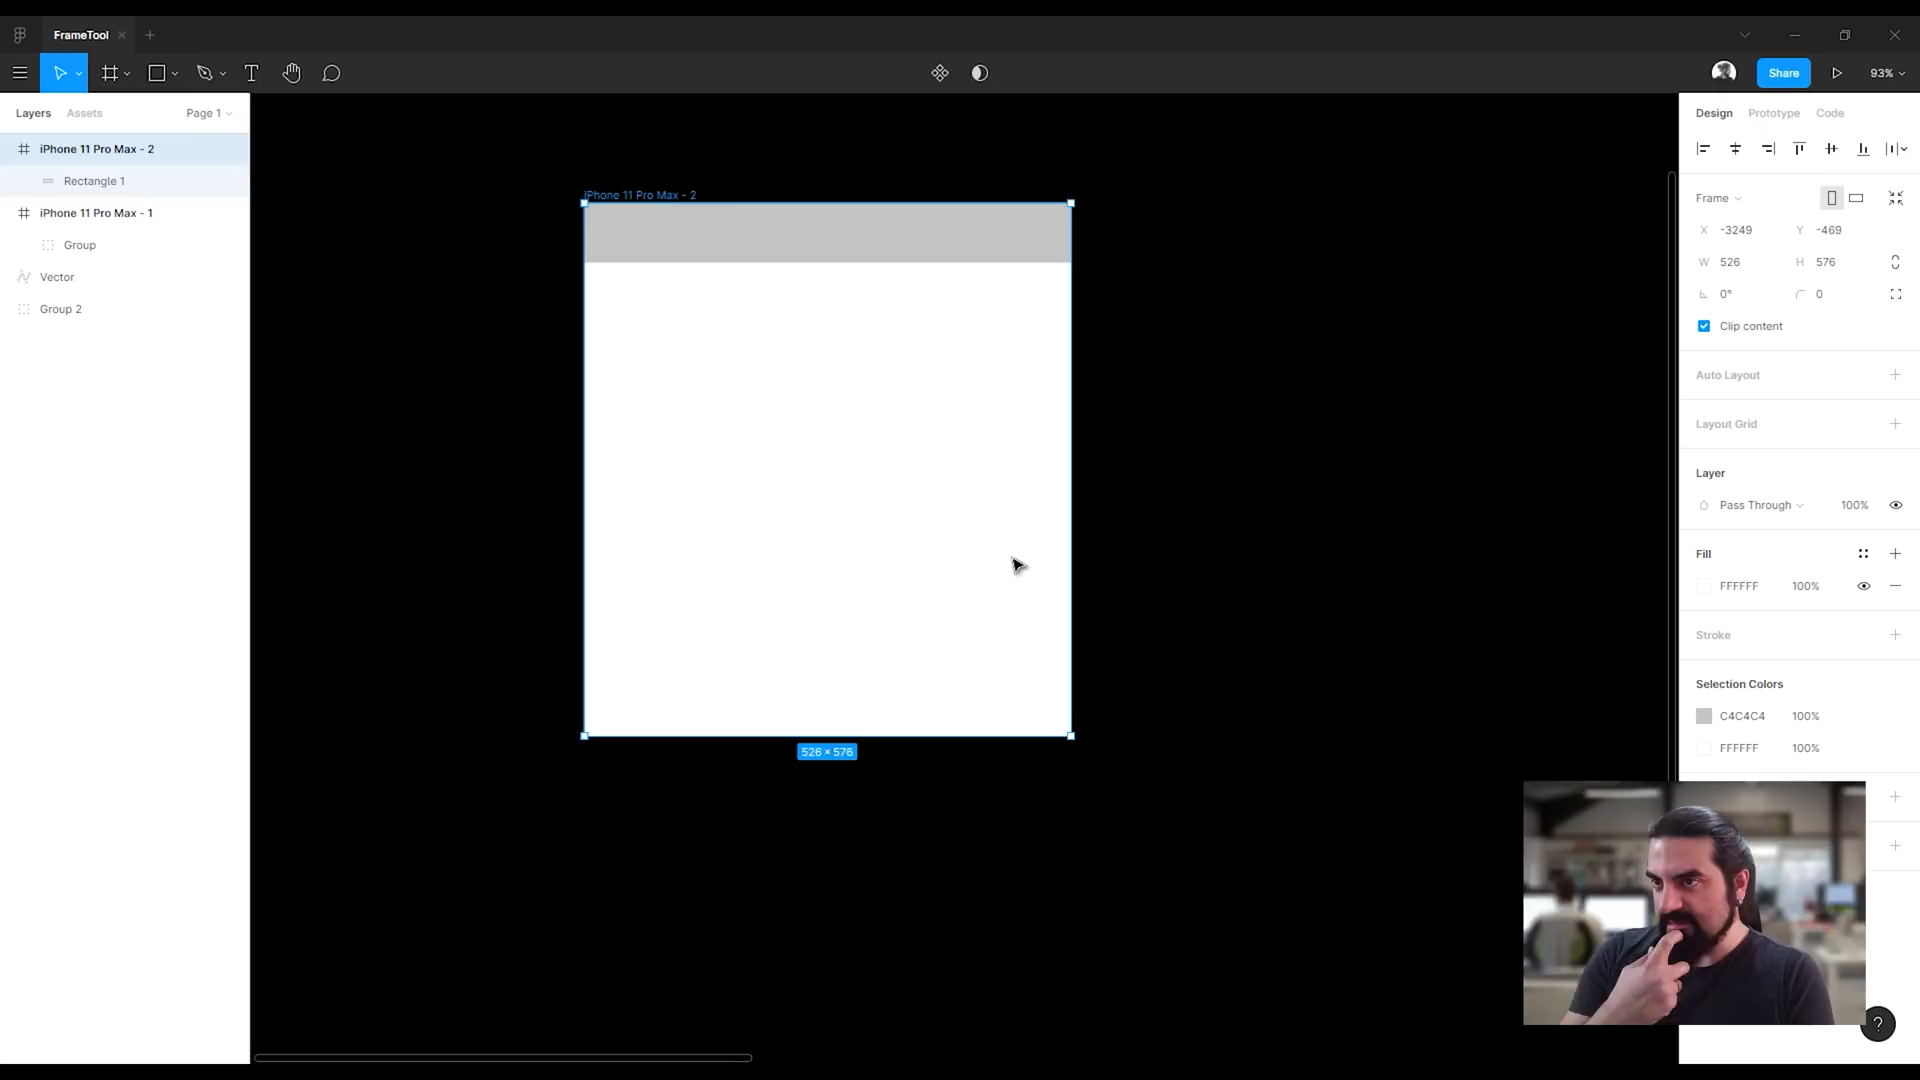 FrameTool
Share
93%
Layers
Assets
Page 1
iPhone 11 Pro Max - 2
Rectangle 1
iPhone 11 Pro Max - 1
Group
Vector
Group 2
iPhone 11 Pro Max - 2
526 × 576
Design
Prototype
Code
Frame
X -3249
Y -469
W 526
H 576
0°
0
Clip content
Auto Layout
Layout Grid
Layer
Pass Through
100%
Fill
FFFFFF 100%
Stroke
Selection Colors
C4C4C4 100%
FFFFFF 100%
?